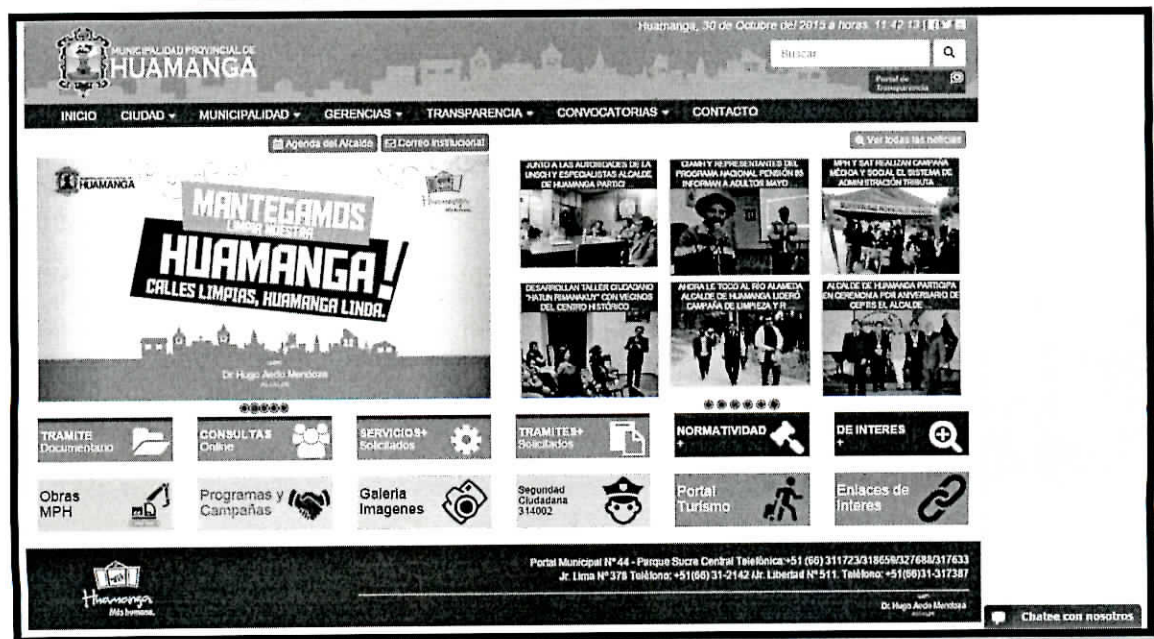 Huamanga, 30 de Octubre del 2015 a horas 11:42:13
MUNICIPALIDAD PROVINCIAL DE
HUAMANGA
Buscar
Portal de
Transparencia
INICIO CIUDAD MUNICIPALIDAD GERENCIAS TRANSPARENCIA CONVOCATORIAS CONTACTO
Agenda del Alcalde Correo Institucional
Ver todas las noticias
HUAMANGA
Huamanga
MANTEGAMOS
LIMPIA NUESTRA
HUAMANGA!
CALLES LIMPIAS, HUAMANGA LINDA.
Dr. Hugo Aedo Mendoza
JUNTO A LAS AUTORIDADES DE LA
UNSCH Y ESPECIALISTAS ALCALDE
DE HUAMANGA PARTICI...
CIAMH Y REPRESENTANTES DEL
PROGRAMA NACIONAL PENSIÓN 65
INFORMAN A ADULTOS MAYO...
MPH Y SAT REALIZAN CAMPAÑA
MÉDICA Y SOCIAL EL SISTEMA DE
ADMINISTRACIÓN TRIBUTA...
DESARROLLAN TALLER CIUDADANO
"HATUN RIMANAKUY" CON VECINOS
DEL CENTRO HISTÓRICO
AHORA LE TOCO AL RÍO ALAMEDA
ALCALDE DE HUAMANGA LIDERÓ
CAMPAÑA DE LIMPIEZA Y R
ALCALDE DE HUAMANGA PARTICIPA
EN CEREMONIA POR ANIVERSARIO DE
EL ALCALDE
TRAMITE
Documentario
CONSULTAS
Online
SERVICIOS+
Solicitados
TRAMITES+
Solicitados
NORMATIVIDAD
+
DE INTERES
+
Obras
MPH
Programas y
Campañas
Galeria
Imagenes
Seguridad
Ciudadana
314002
Portal
Turismo
Enlaces de
Interes
Huamanga
Más humana.
Portal Municipal N° 44 - Parque Sucre Central Telefónica:+51 (66) 311723/318659/327688/317633
Jr. Lima N° 378 Teléfono: +51(66) 31-2142 /Jr. Libertad N° 511. Teléfono: +51(66)31-317387
Dr. Hugo Aedo Mendoza
Chatee con nosotros